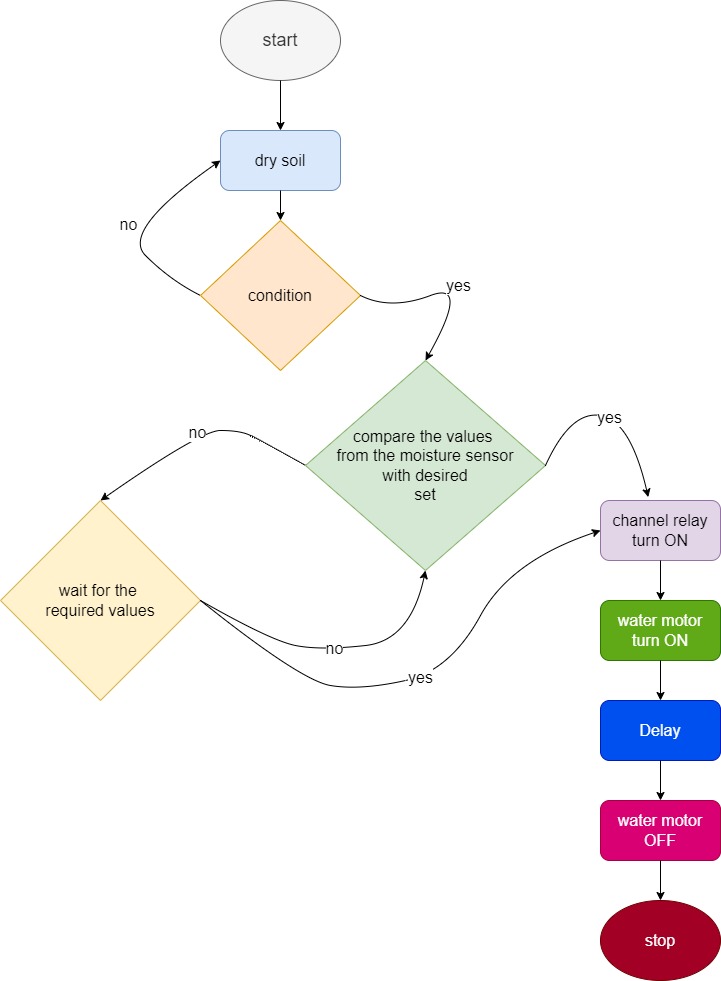 start
dry soil
no
condition
yes
compare the values
from the moisture sensor
with desired
set
no
yes
channel relay
turn ON
wait for the
required values
no
yes
water motor
turn ON
Delay
water motor
OFF
stop